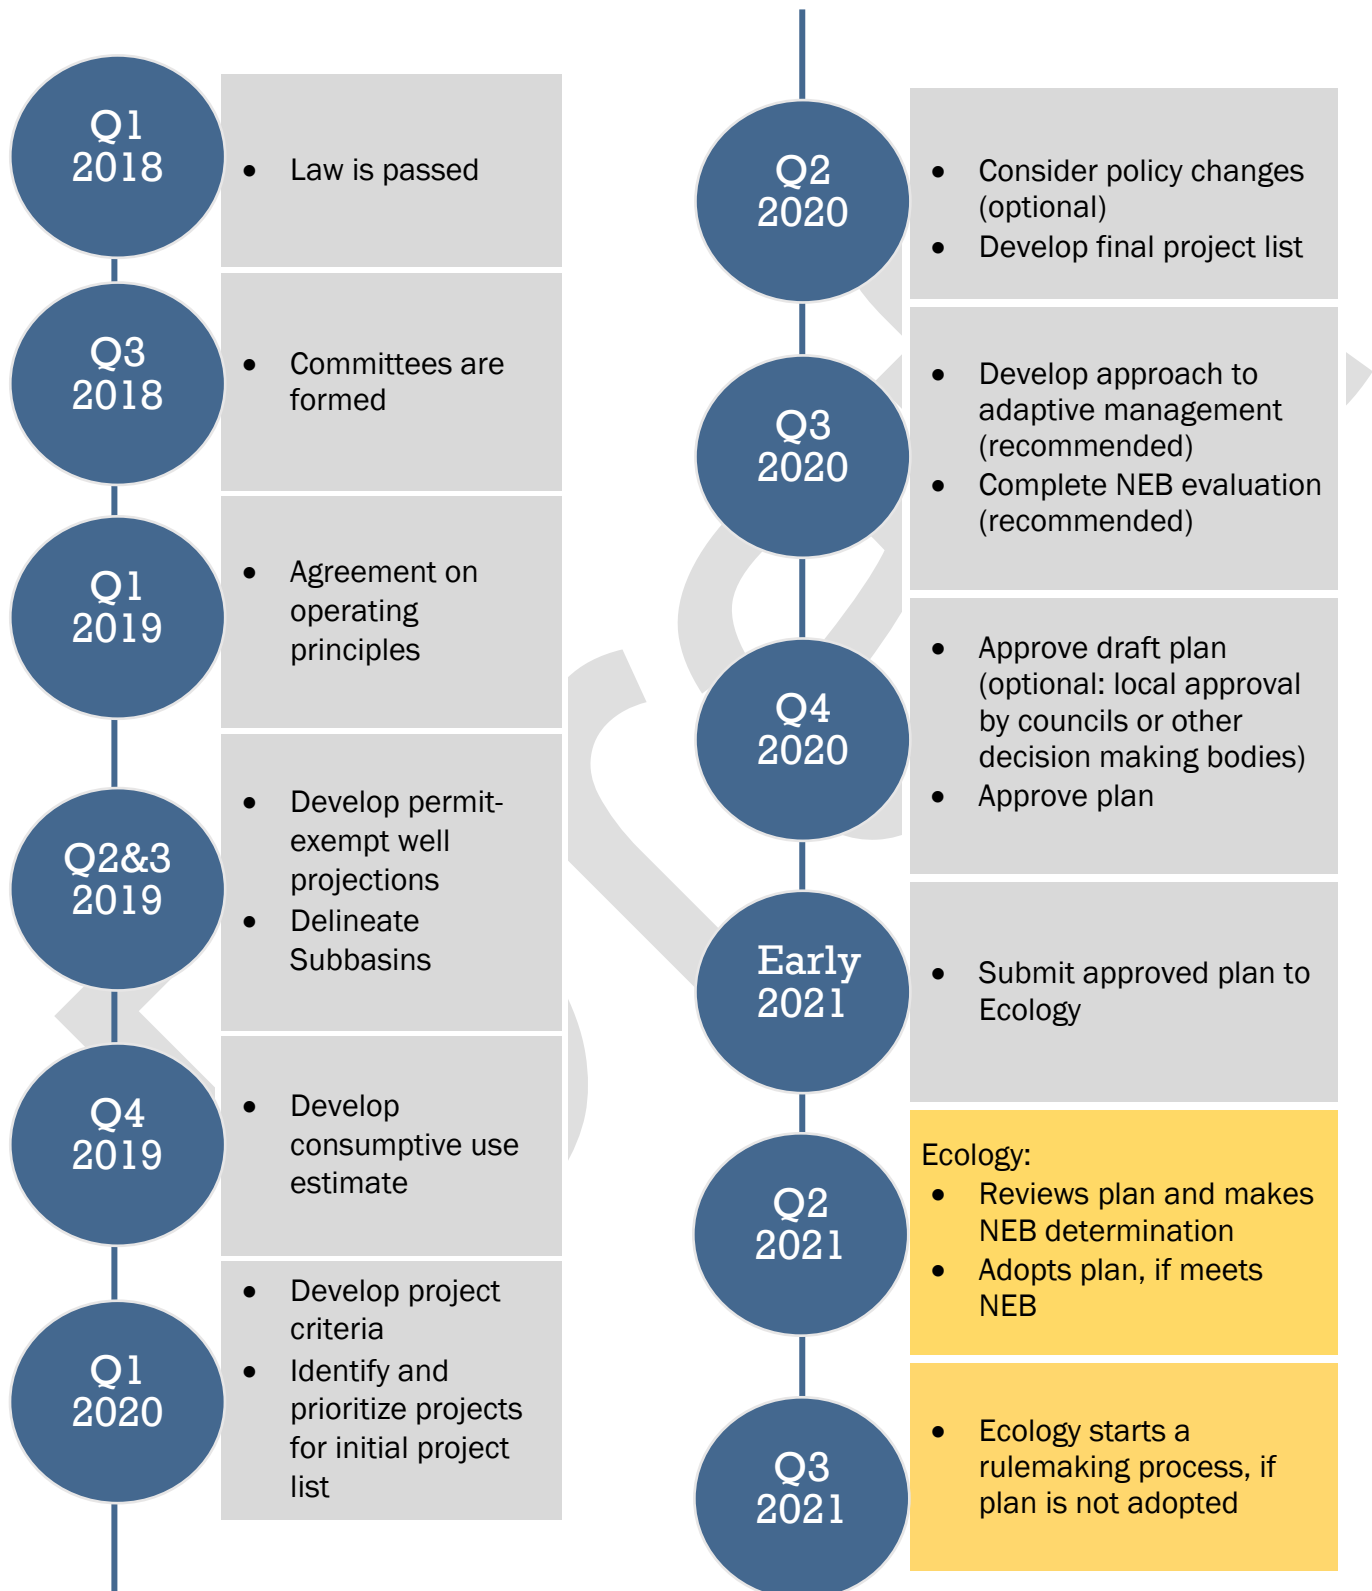 Q1
2018
• Law is passed
Q3
2018
• Committees are
formed
Q1
2019
• Agreement on
operating
principles
Q2&3
2019
• Develop permit-
exempt well
projections
• Delineate
Subbasins
Q4
2019
• Develop
consumptive use
estimate
Q1
2020
• Develop project
criteria
• Identify and
prioritize projects
for initial project
list
Q2
2020
• Consider policy changes
(optional)
• Develop final project list
Q3
2020
• Develop approach to
adaptive management
(recommended)
• Complete NEB evaluation
(recommended)
Q4
2020
• Approve draft plan
(optional: local approval
by councils or other
decision making bodies)
• Approve plan
Early
2021
• Submit approved plan to
Ecology
Q2
2021
Ecology:
• Reviews plan and makes
NEB determination
• Adopts plan, if meets
NEB
Q3
2021
• Ecology starts a
rulemaking process, if
plan is not adopted